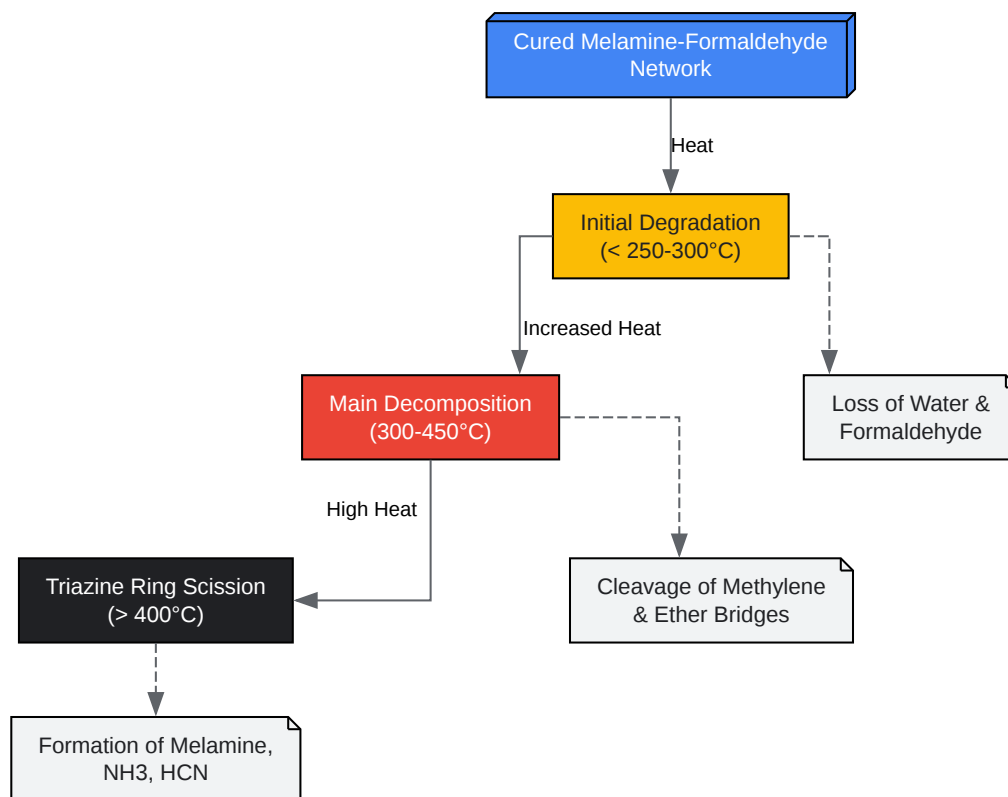 Cured Melamine-Formaldehyde
Network
Heat
Initial Degradation
(< 250-300°C)
Increased Heat
Main Decomposition
(300-450°C)
Loss of Water &
Formaldehyde
High Heat
Triazine Ring Scission
(> 400°C)
Cleavage of Methylene
& Ether Bridges
Formation of Melamine,
NH3, HCN